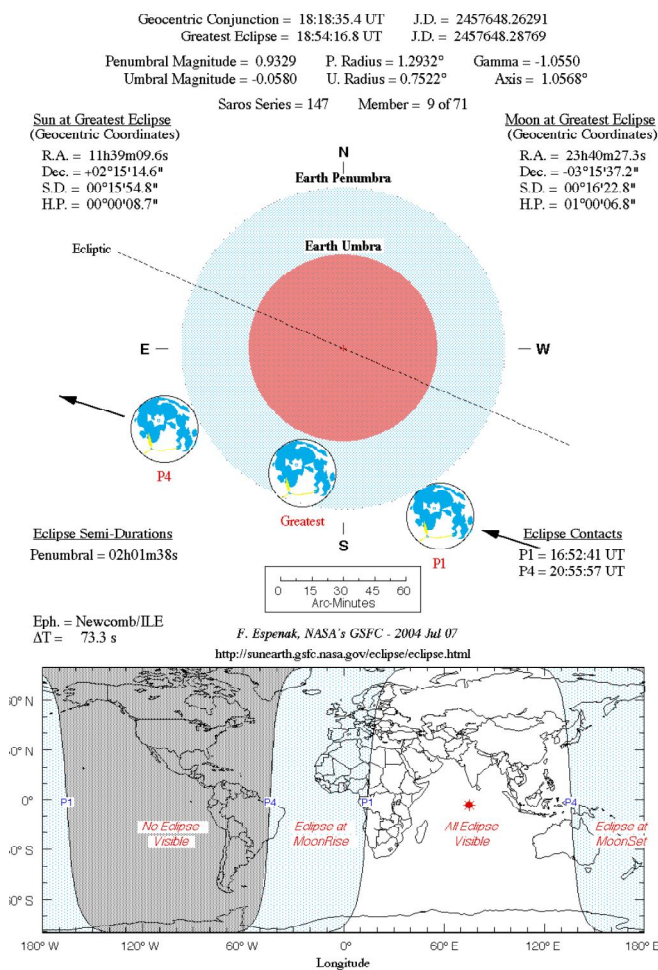 Geocentric Conjunction = 18:18:35.4 UT J.D. = 2457648.26291
Greatest Eclipse = 18:54:16.8 UT J.D. = 2457648.28769
Penumbral Magnitude = 0.9329 P. Radius = 1.2932° Gamma = -1.0550
Umbral Magnitude = -0.0580 U. Radius = 0.7522° Axis = 1.0568°
Saros Series = 147 Member = 9 of 71
Sun at Greatest Eclipse
(Geocentric Coordinates)
R.A. = 11h39m09.6s
Dec. = +02°15'14.6"
S.D. = 00°15'54.8"
H.P. = 00°00'08.7"
Moon at Greatest Eclipse
(Geocentric Coordinates)
R.A. = 23h40m27.3s
Dec. = -03°15'37.2"
S.D. = 00°16'22.8"
H.P. = 01°00'06.8"
N
Earth Penumbra
Earth Umbra
Ecliptic
E
W
P4
Greatest
P1
S
Eclipse Semi-Durations
Penumbral = 02h01m38s
Eclipse Contacts
P1 = 16:52:41 UT
P4 = 20:55:57 UT
0 15 30 45 60
Arc-Minutes
Eph. = Newcomb/ILE
ΔT = 73.3 s
F. Espenak, NASA's GSFC - 2004 Jul 07
http://sunearth.gsfc.nasa.gov/eclipse/eclipse.html
60° N
30° N
0°
30° S
60° S
P1
P4
P1
P4
No Eclipse
Visible
Eclipse at
MoonRise
All Eclipse
Visible
Eclipse at
MoonSet
180° W 120° W 60° W 0° 60° E 120° E 180° E
Longitude